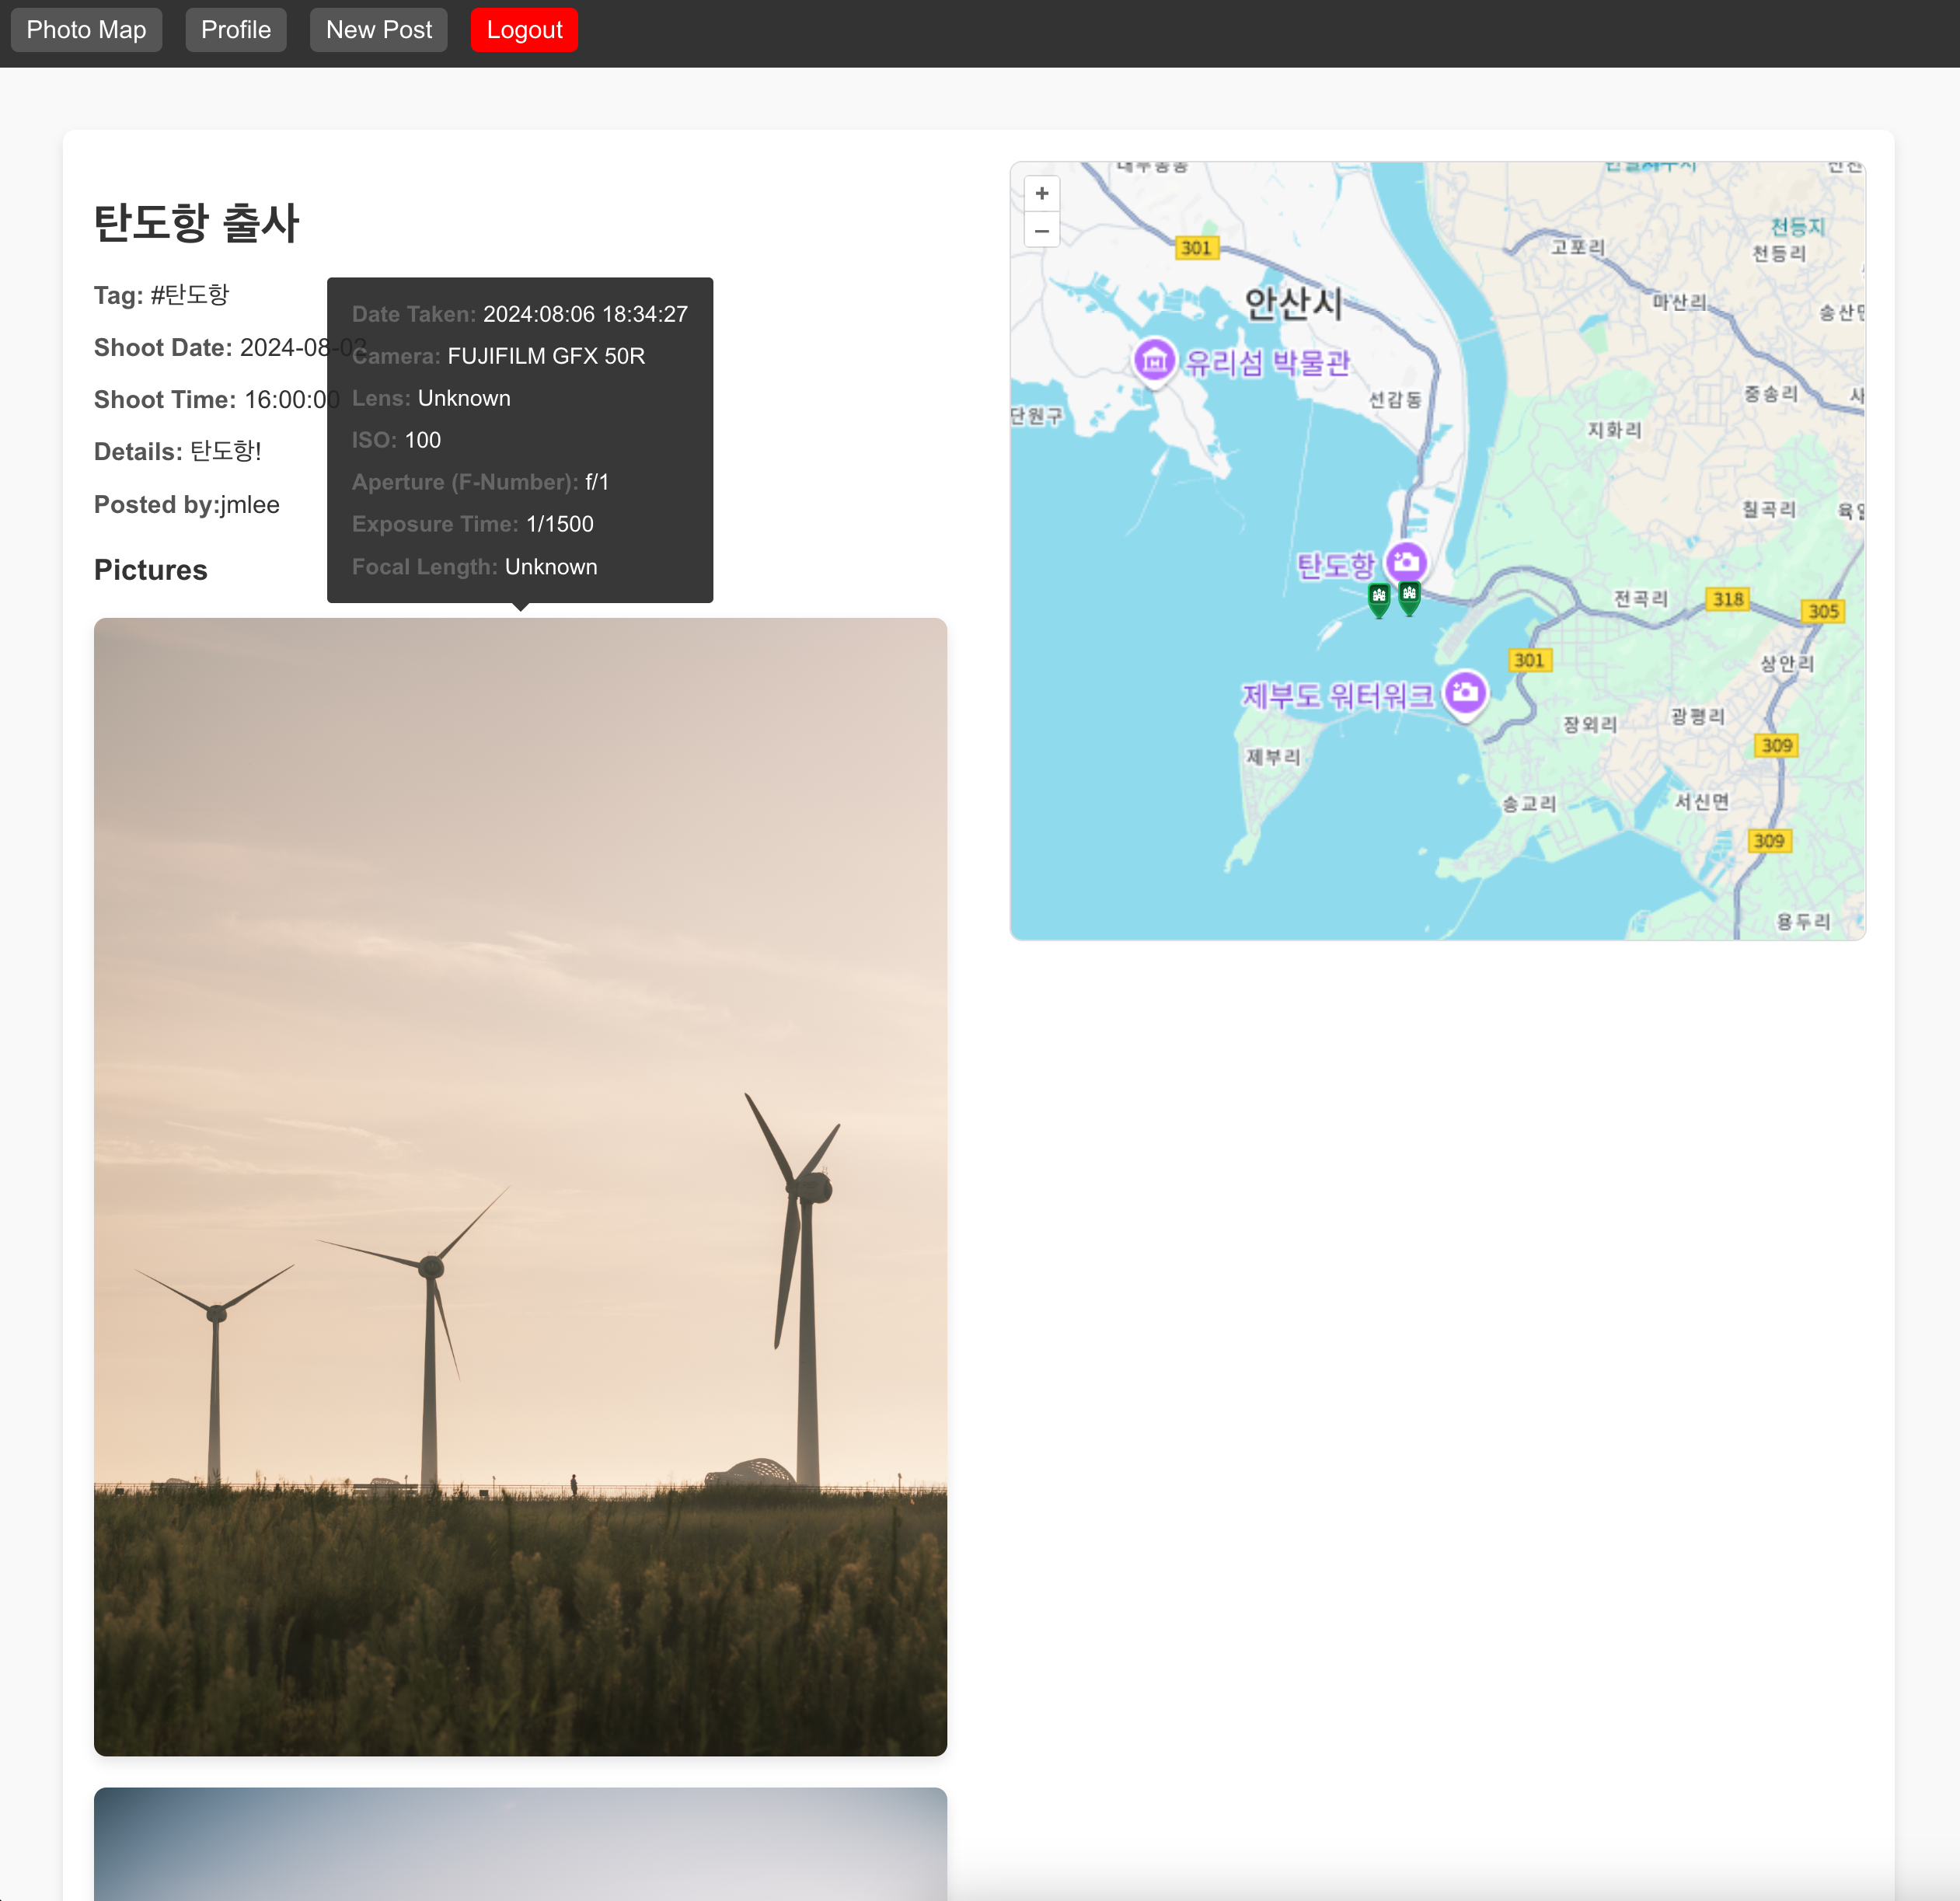 Photo Map
Profile
New Post
Logout
탄도항 출사
Tag: #탄도항
Shoot Date: 2024-08-02
Shoot Time: 16:00:00
Details: 탄도항!
Posted by:jmlee
Pictures
Date Taken: 2024:08:06 18:34:27
Camera: FUJIFILM GFX 50R
Lens: Unknown
ISO: 100
Aperture (F-Number): f/1
Exposure Time: 1/1500
Focal Length: Unknown
+
−
301
고포리
천등지
천등리
안산시
마산리
유리섬 박물관
단원구
선감동
중송리
지화리
칠곡리
탄도항
전곡리
318
305
301
상안리
제부도 워터워크
장외리
광평리
309
제부리
송교리
서신면
309
용두리